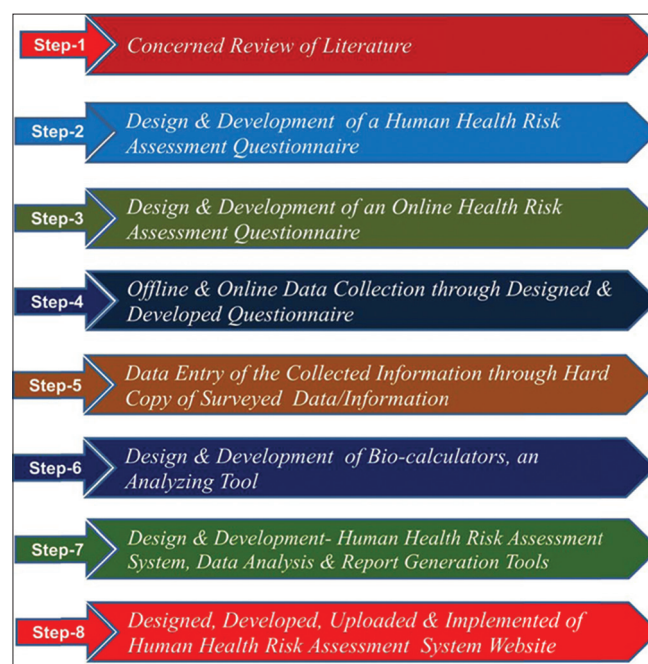 Step-1
Concerned Review of Literature
Step-2
Design & Development of a Human Health Risk
Assessment Questionnaire
Step-3
Design & Development of an Online Health Risk
Assessment Questionnaire
Step-4
Offline & Online Data Collection through Designed &
Developed Questionnaire
Step-5
Data Entry of the Collected Information through Hard
Copy of Surveyed Data/Information
Step-6
Design & Development of Bio-calculators, an
Analyzing Tool
Step-7
Design & Development- Human Health Risk Assessment
System, Data Analysis & Report Generation Tools
Step-8
Designed, Developed, Uploaded & Implemented of
Human Health Risk Assessment System Website